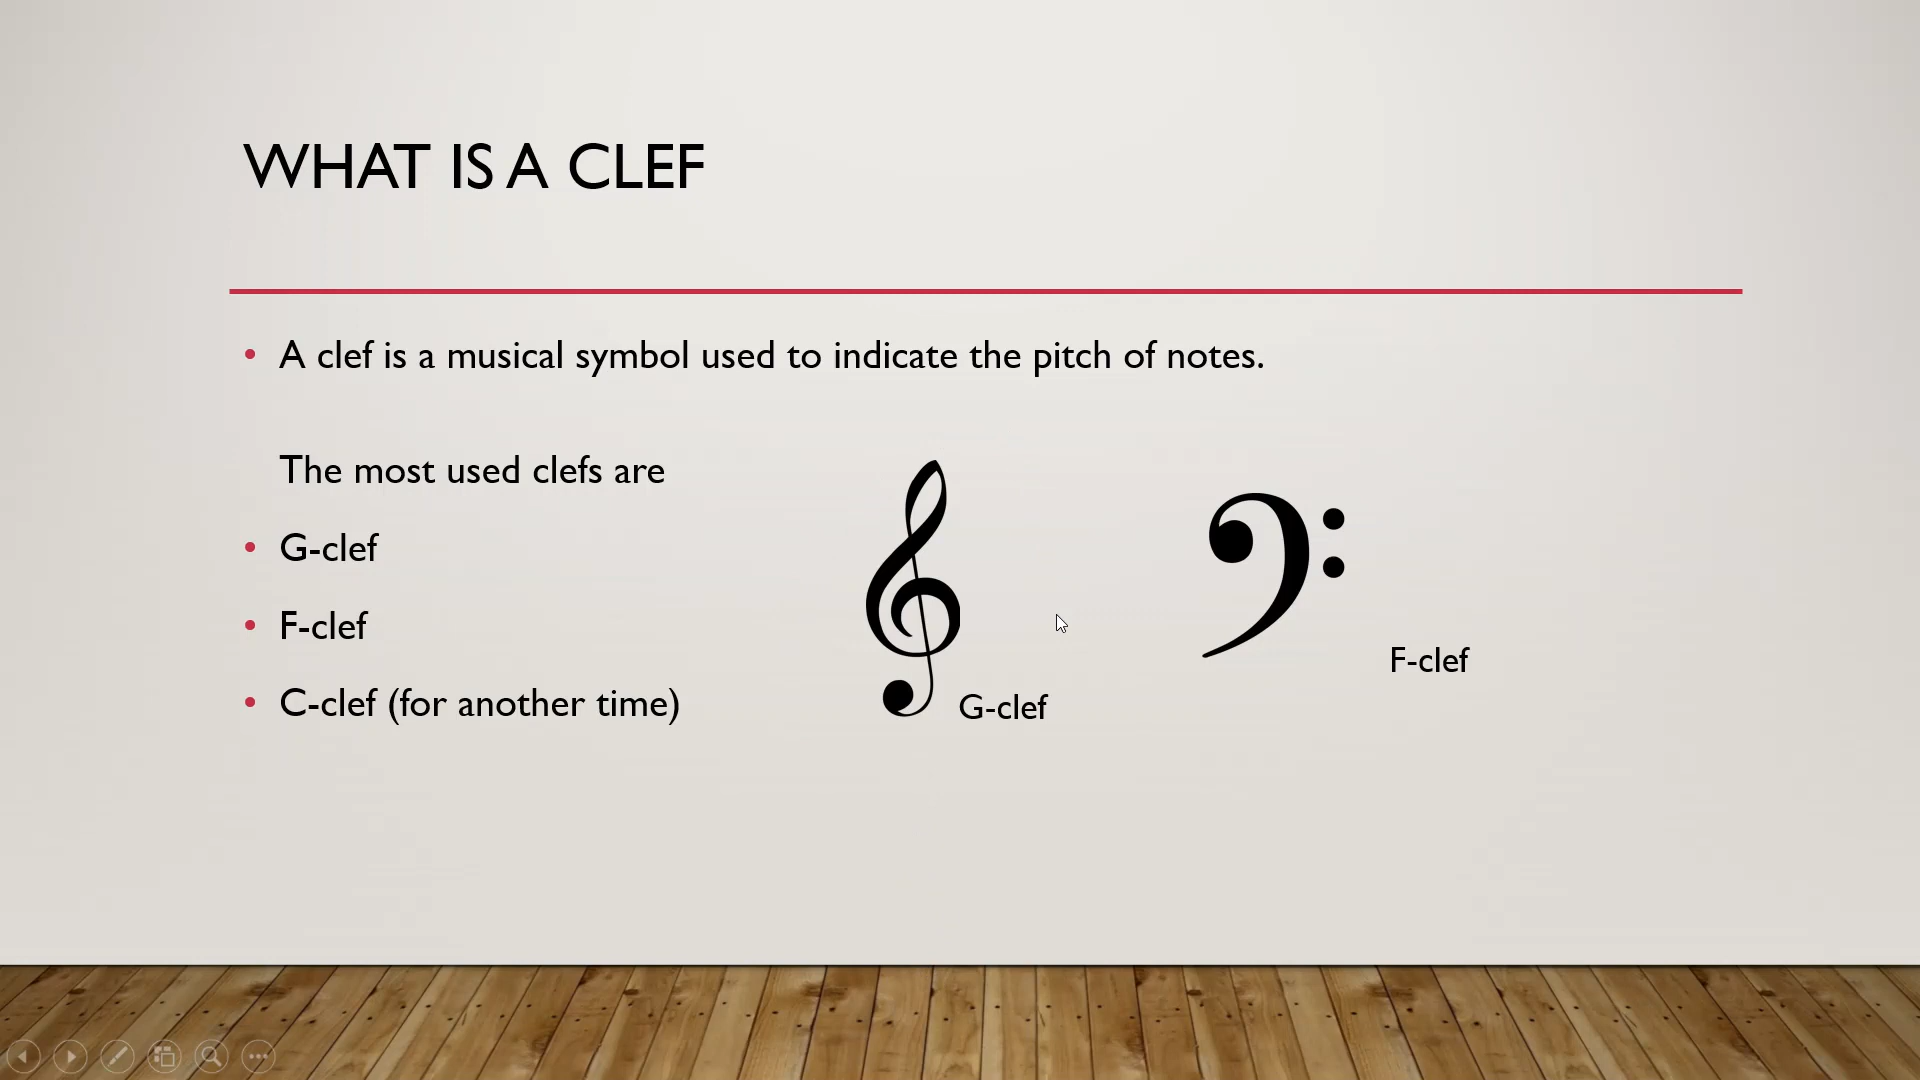 WHAT IS A CLEF
A clef is a musical symbol used to indicate the pitch of notes.
The most used clefs are
G-clef
F-clef
C-clef (for another time)
G-clef
F-clef